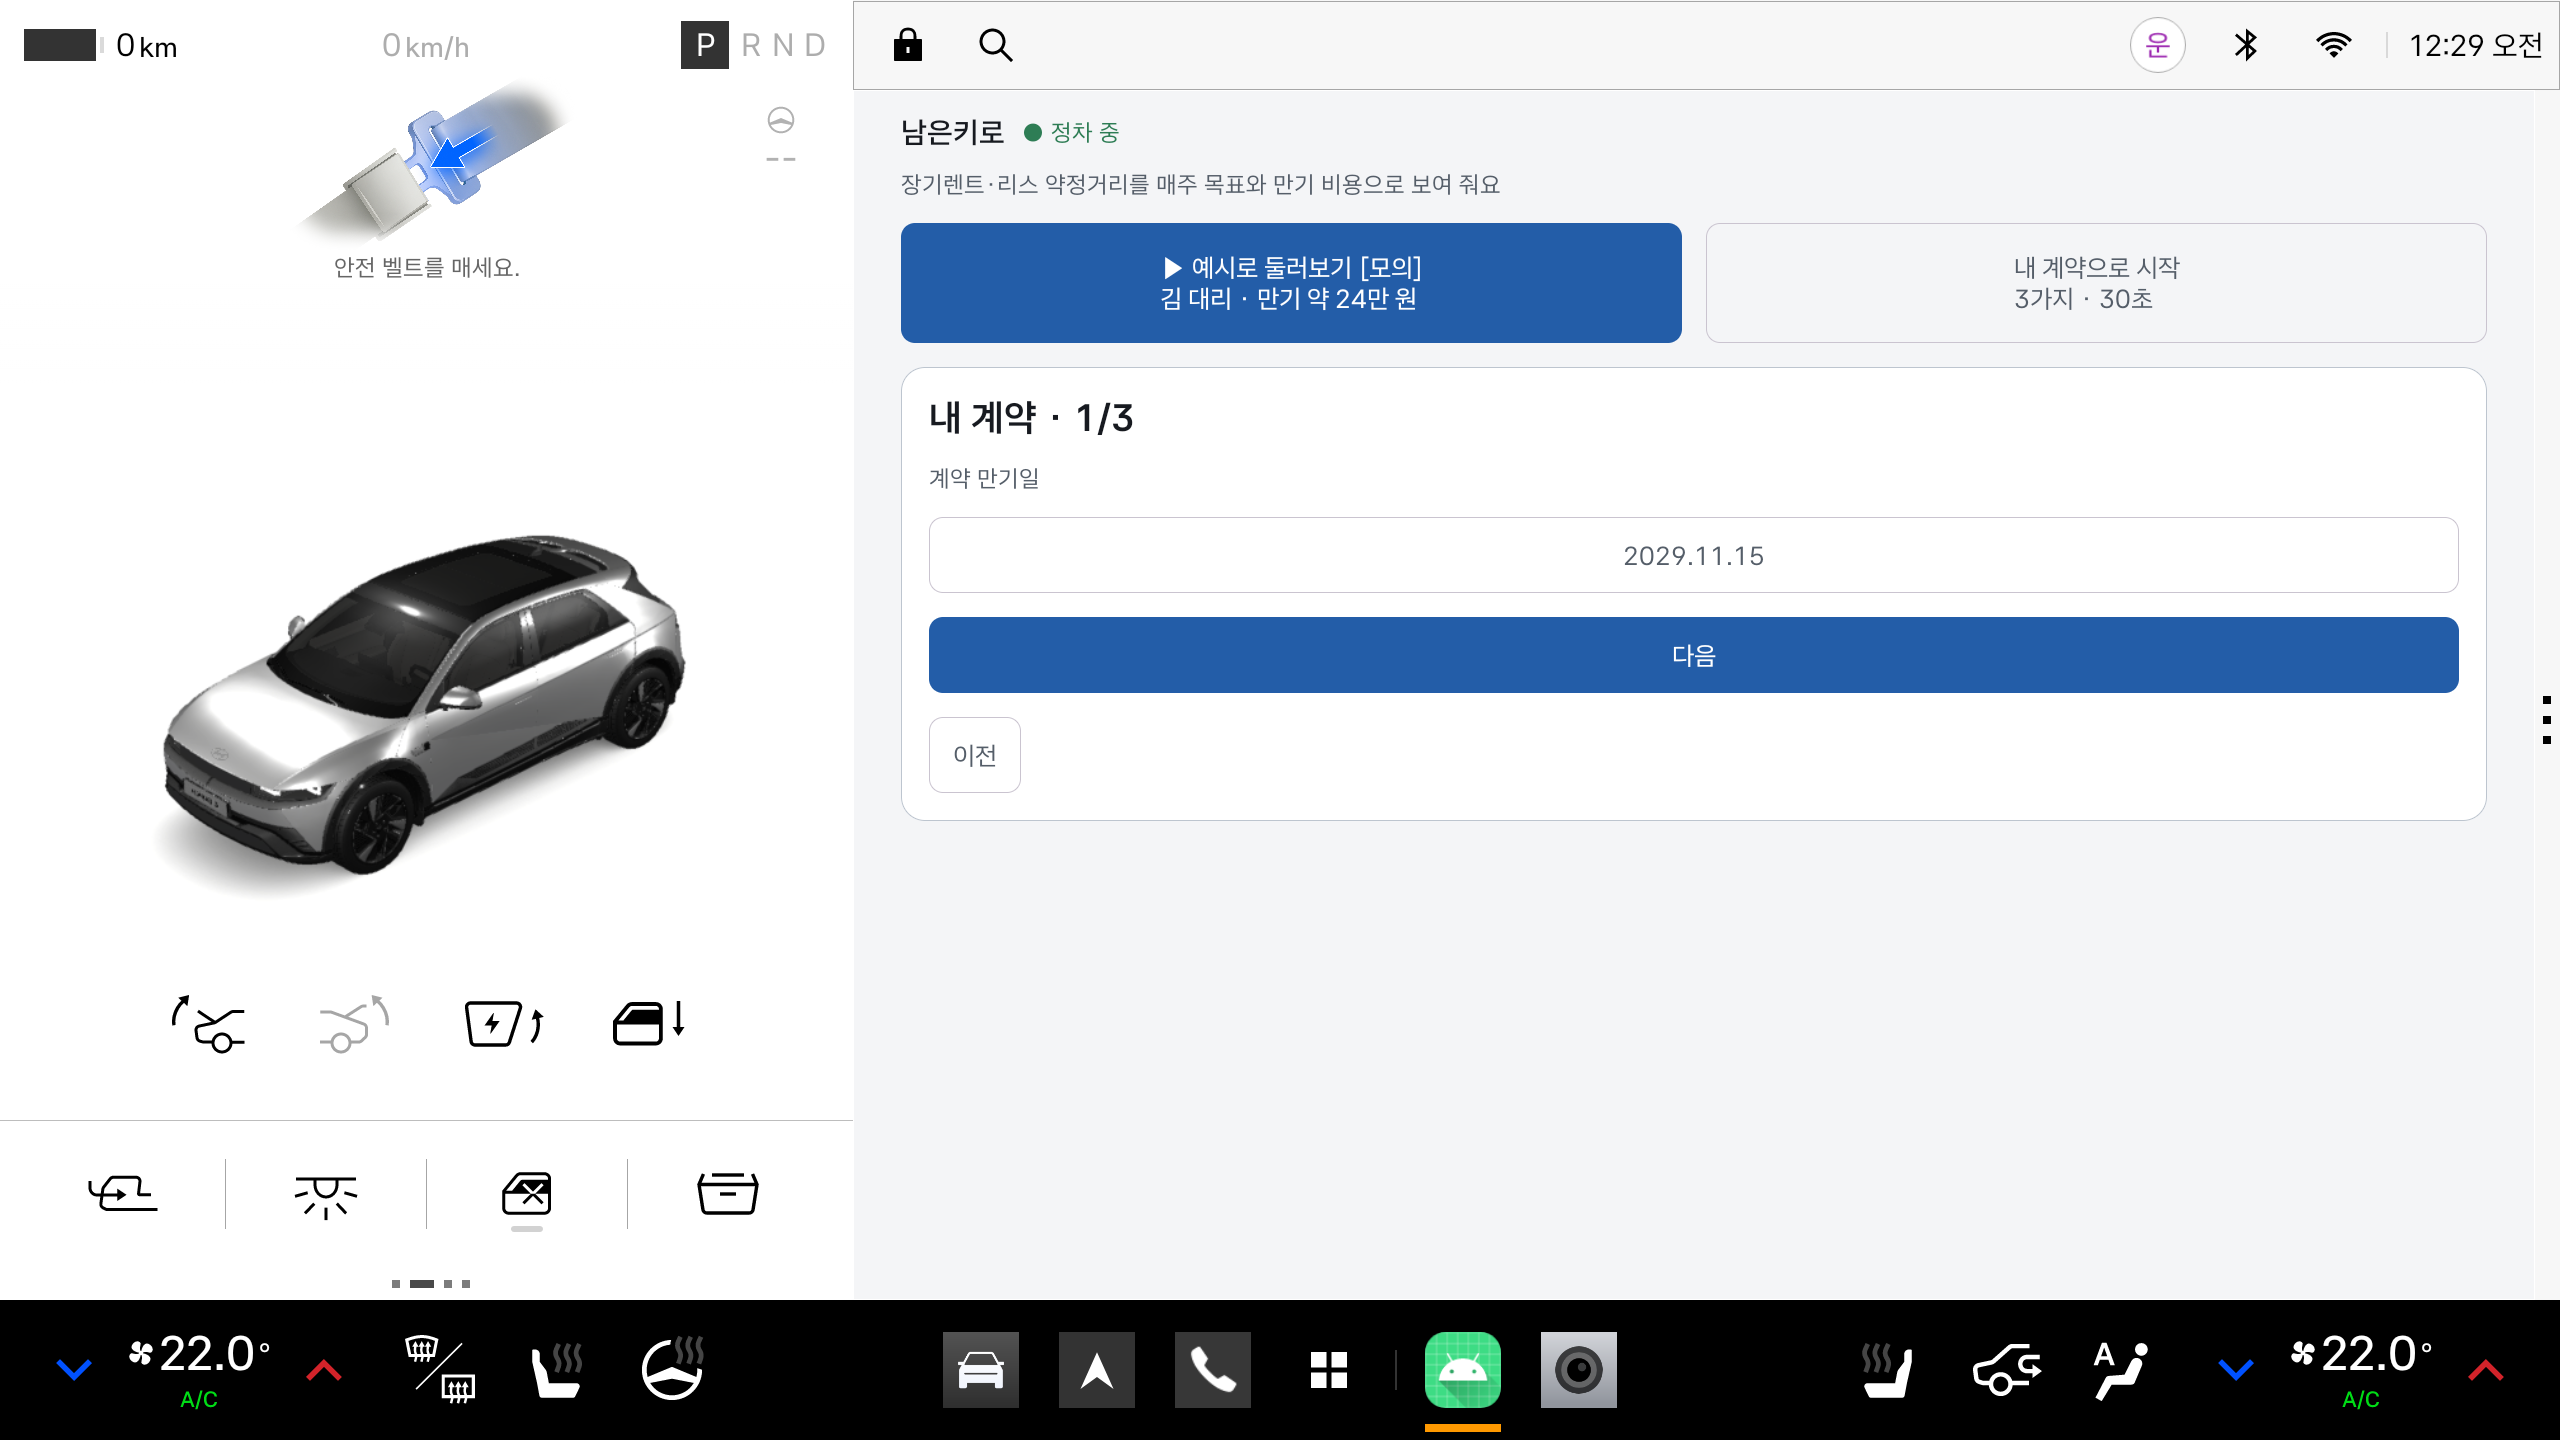 0 km
0 km/h
P R N D
안전 벨트를 매세요.
운
12:29 오전
남은키로
정차 중
장기렌트·리스 약정거리를 매주 목표와 만기 비용으로 보여 줘요
▶ 예시로 둘러보기 [모의]
김 대리 · 만기 약 24만 원
내 계약으로 시작
3가지 · 30초
내 계약 · 1/3
계약 만기일
2029.11.15
다음
이전
22.0°
A/C
A
22.0°
A/C